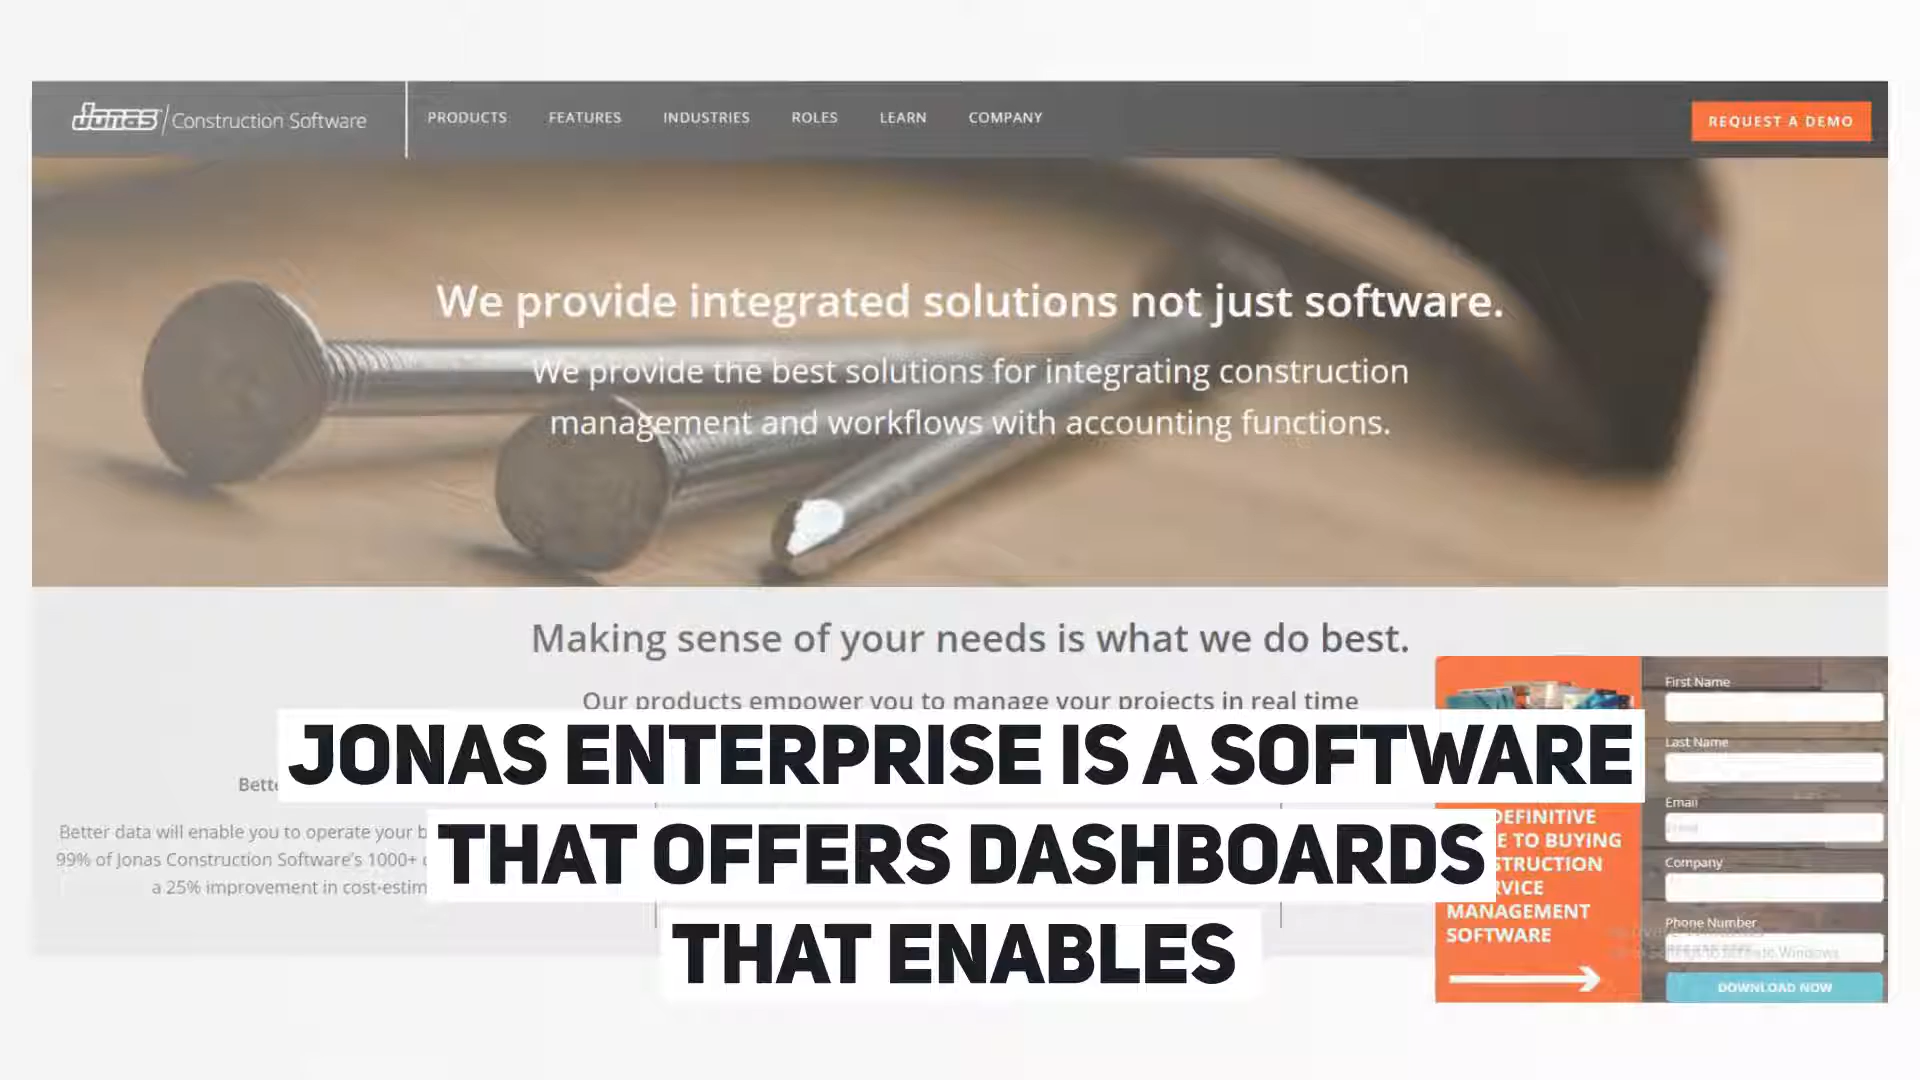 Jonas Construction Software
PRODUCTS FEATURES INDUSTRIES ROLES LEARN COMPANY
REQUEST A DEMO
We provide integrated solutions not just software.
We provide the best solutions for integrating construction
management and workflows with accounting functions.
Making sense of your needs is what we do best.
Our products empower you to manage your projects in real time
Better data will enable you to operate your
99% of Jonas Construction Software's 1000+
a 25% improvement in
JONAS ENTERPRISE IS A SOFTWARE
THAT OFFERS DASHBOARDS
THAT ENABLES
TO BUYING
MANAGEMENT
SOFTWARE
First Name
Last Name
Email
Company
Phone Number
DOWNLOAD NOW